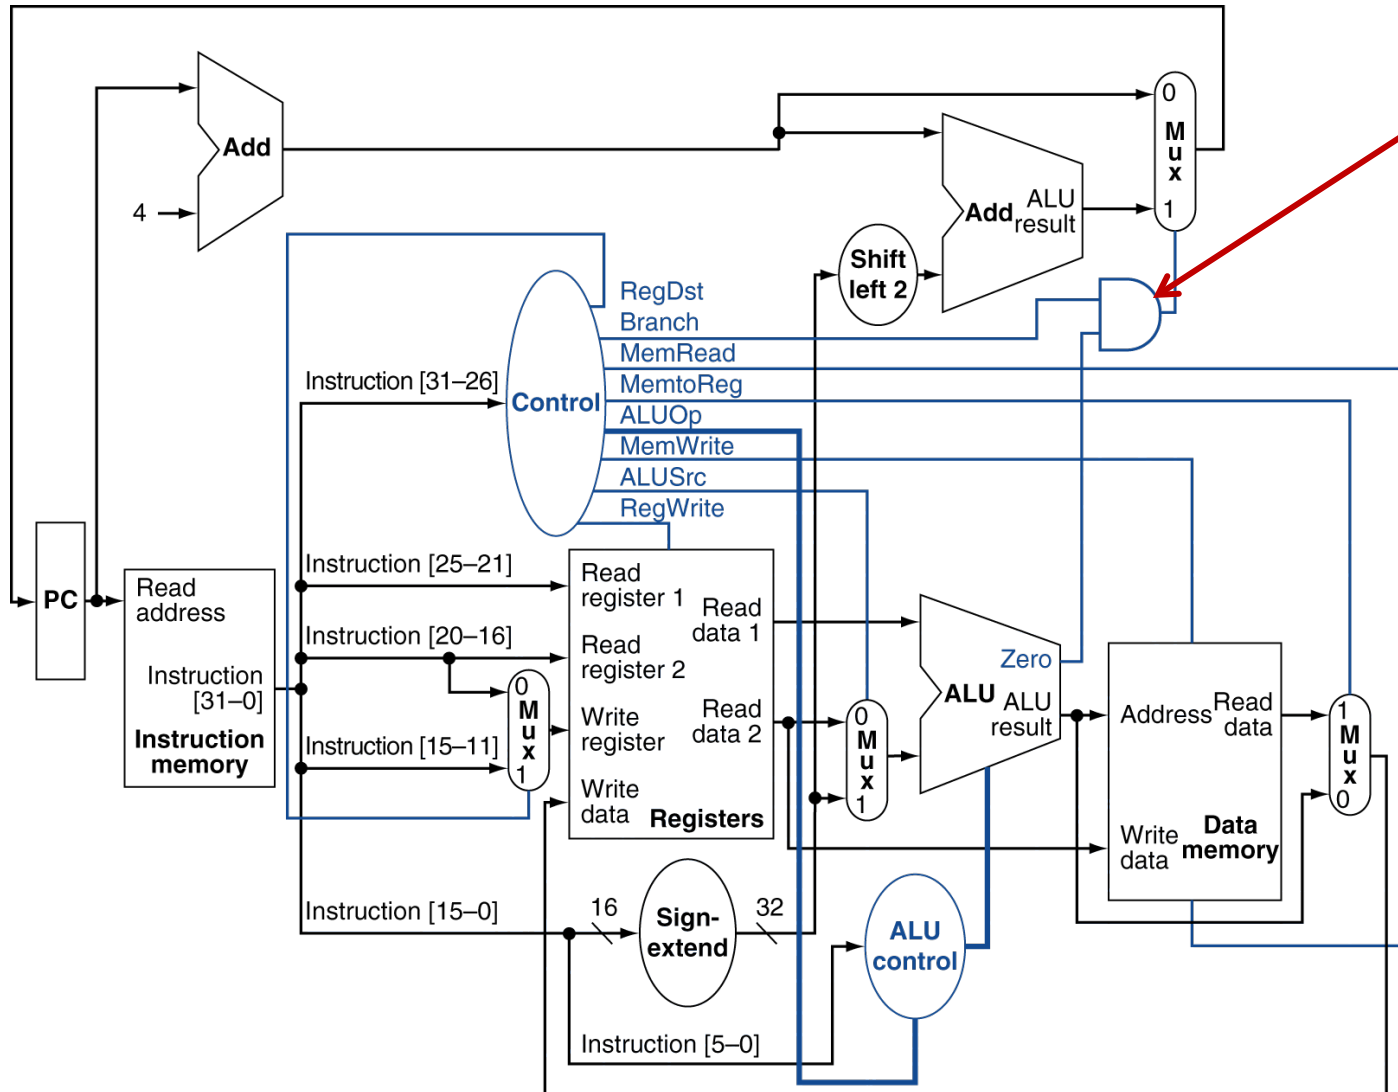 Add
4
0
Mux
1
Add
ALU
result
Shift
left 2
RegDst
Branch
MemRead
MemtoReg
ALUOp
MemWrite
ALUSrc
RegWrite
Control
Instruction [31–26]
Instruction [25–21]
Instruction [20–16]
Instruction [15–11]
Instruction [15–0]
Instruction [5–0]
PC
Read
address
Instruction
[31–0]
Instruction
memory
0
Mux
1
Read
register 1
Read
register 2
Write
register
Write
data
Read
data 1
Read
data 2
Registers
0
Mux
1
Zero
ALU
ALU
result
Address
Read
data
Write
data
Data
memory
1
Mux
0
16
Sign-
extend
32
ALU
control